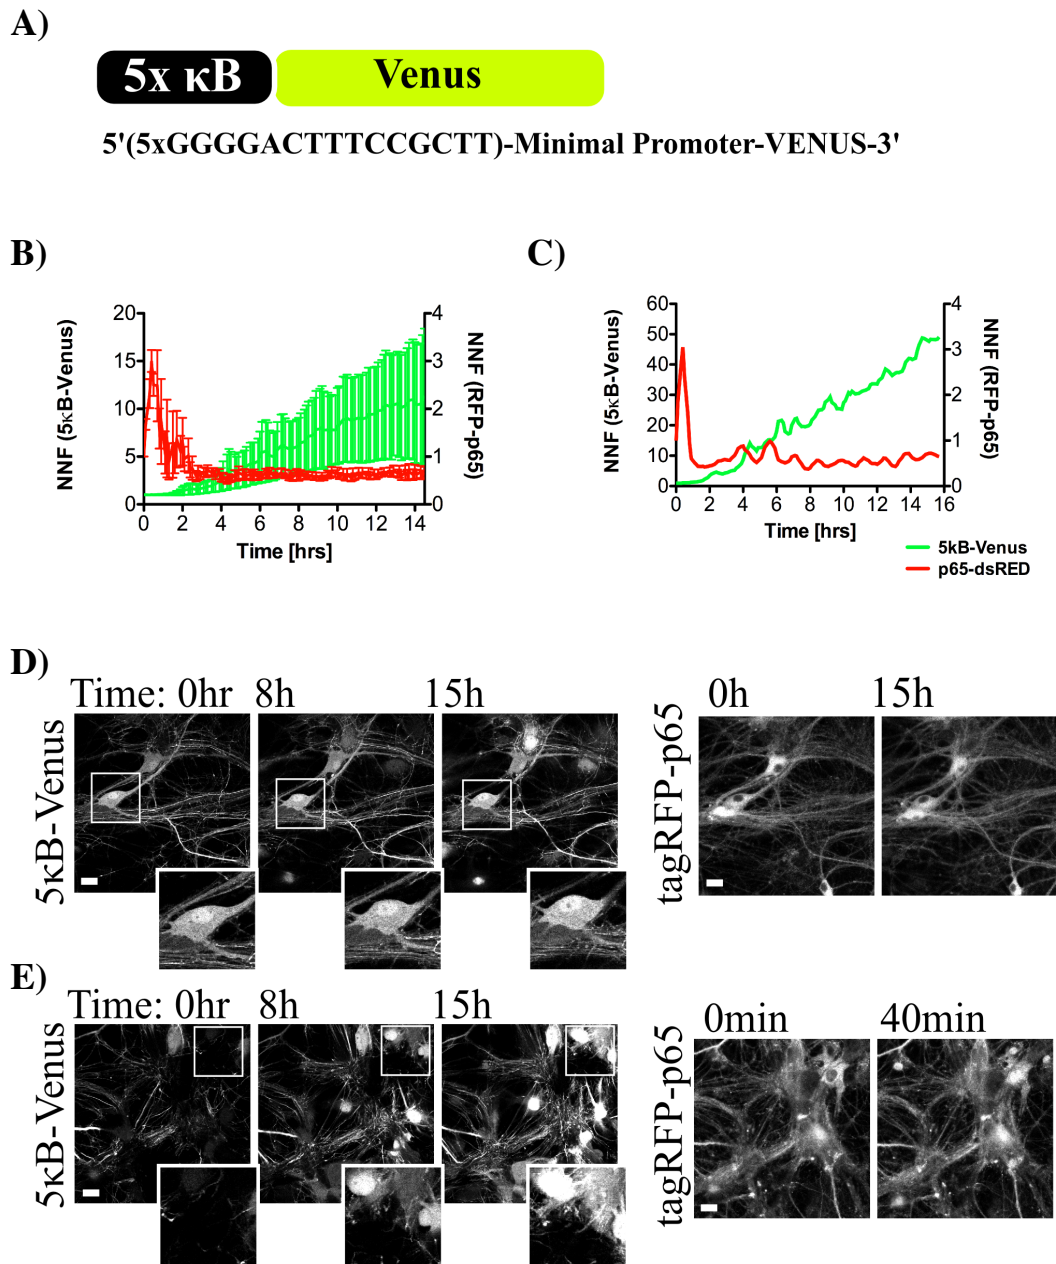 A)
5x κB Venus
5'(5xGGGGACTTTCCGCTT)-Minimal Promoter-VENUS-3'
B)
NNF (5κB-Venus)
20
15
10
5
0
4
3
2
1
0
NNF (RFP-p65)
0 2 4 6 8 10 12 14
Time [hrs]
C)
NNF (5κB-Venus)
60
50
40
30
20
10
0
4
3
2
1
0
NNF (RFP-p65)
0 2 4 6 8 10 12 14 16
Time [hrs]
5kB-Venus
p65-dsRED
D)
Time: 0hr 8h 15h
5κB-Venus
0h 15h
tagRFP-p65
E)
Time: 0hr 8h 15h
5κB-Venus
0min 40min
tagRFP-p65